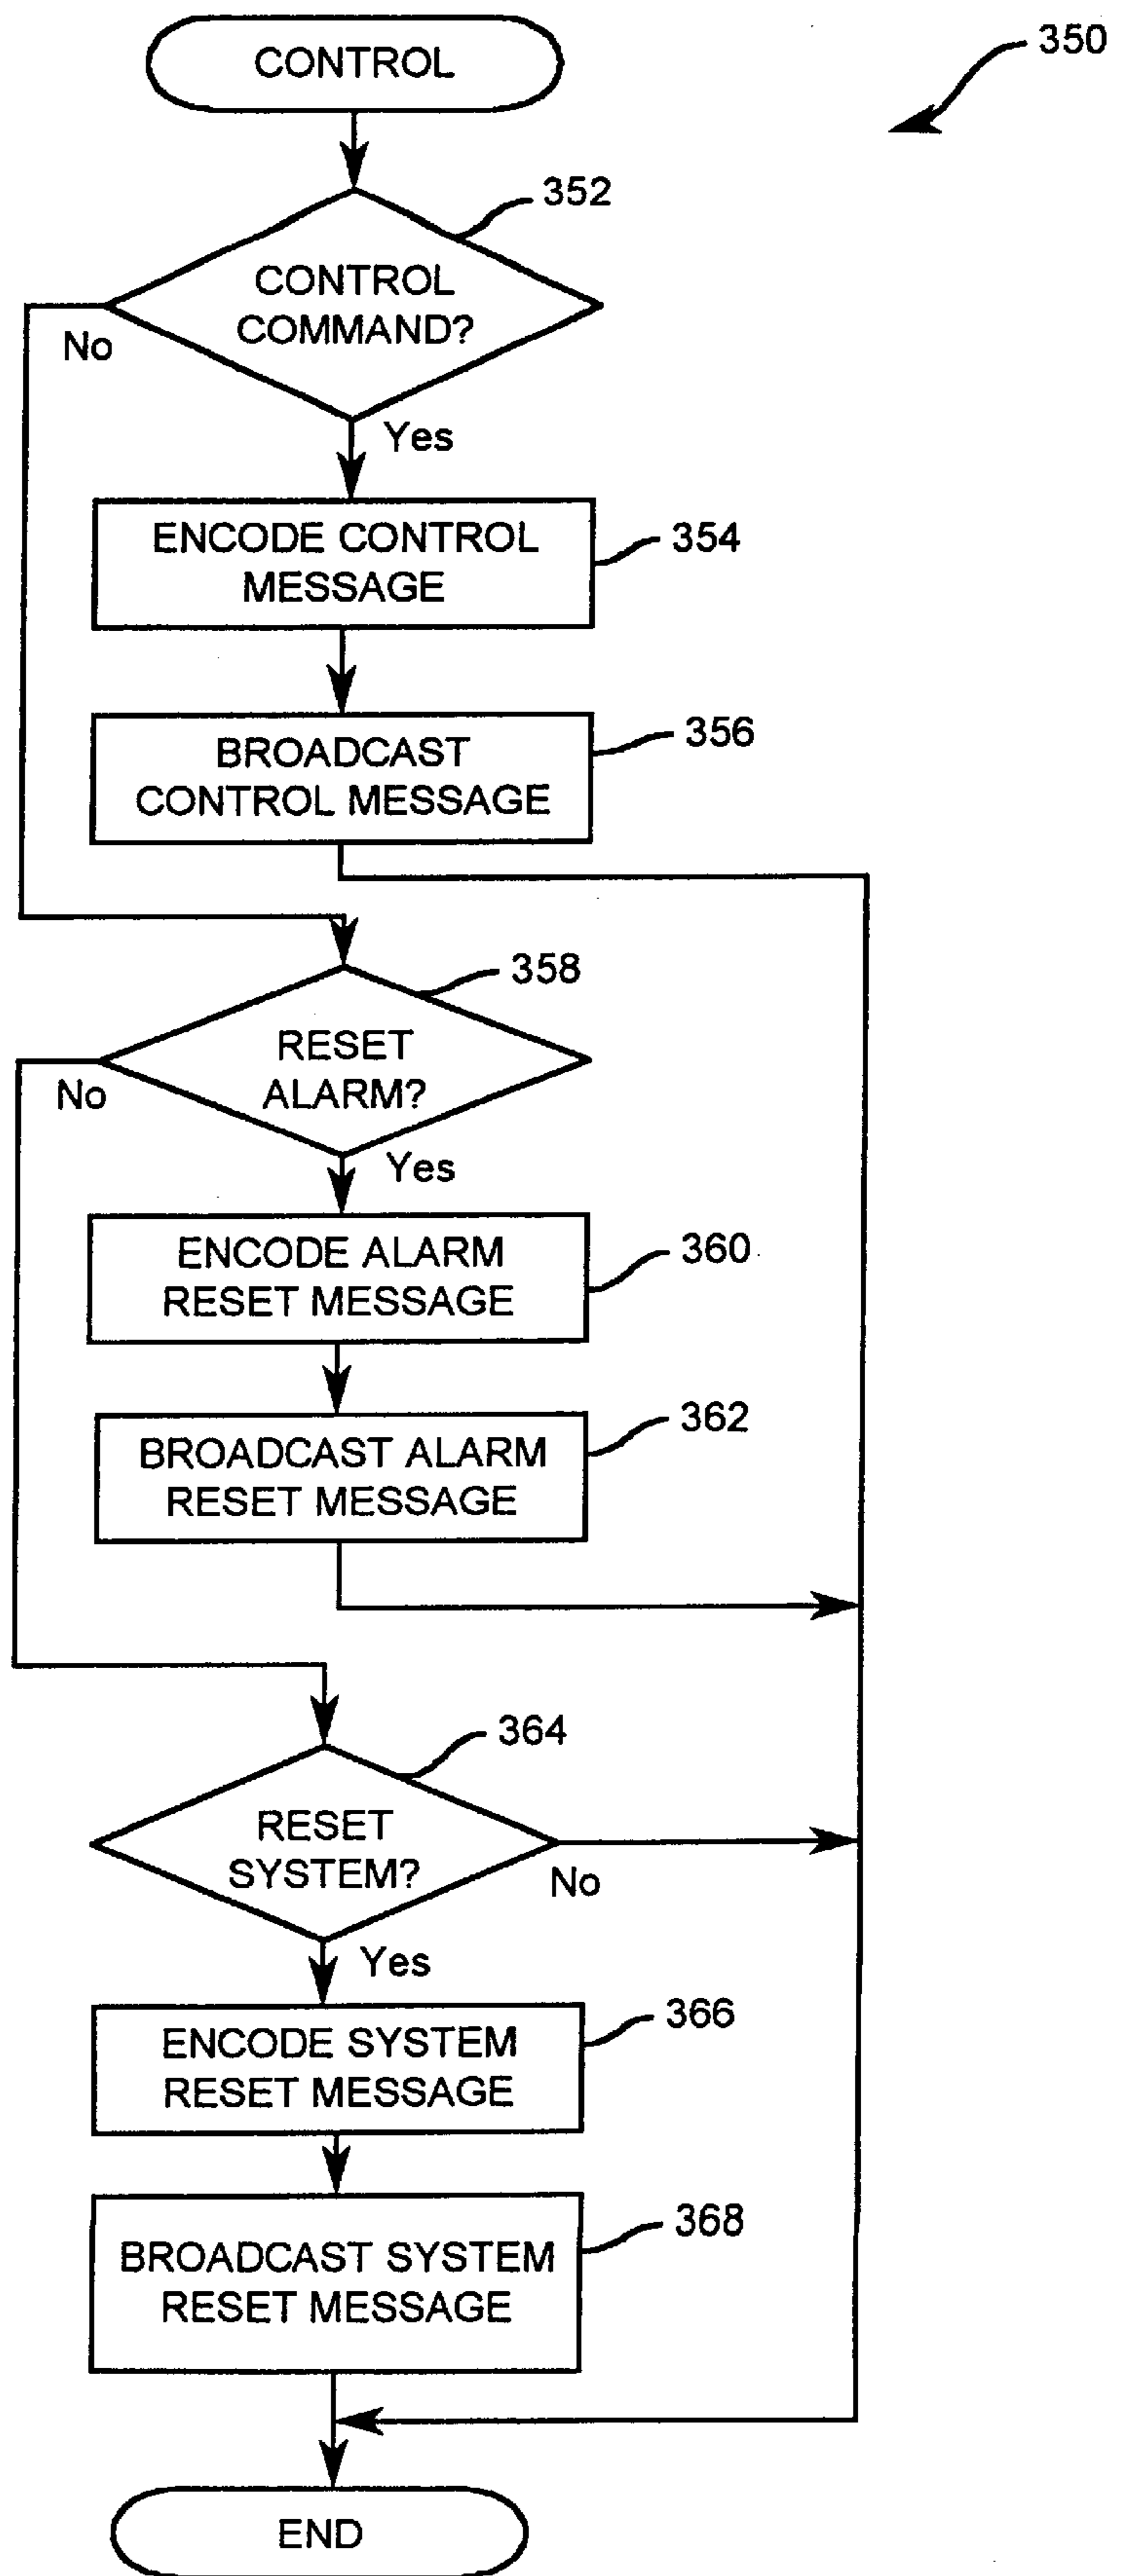 CONTROL
350
352
CONTROL
COMMAND?
No
Yes
ENCODE CONTROL
MESSAGE
354
BROADCAST
CONTROL MESSAGE
356
358
RESET
ALARM?
No
Yes
ENCODE ALARM
RESET MESSAGE
360
BROADCAST ALARM
RESET MESSAGE
362
364
RESET
SYSTEM?
No
Yes
ENCODE SYSTEM
RESET MESSAGE
366
BROADCAST SYSTEM
RESET MESSAGE
368
END